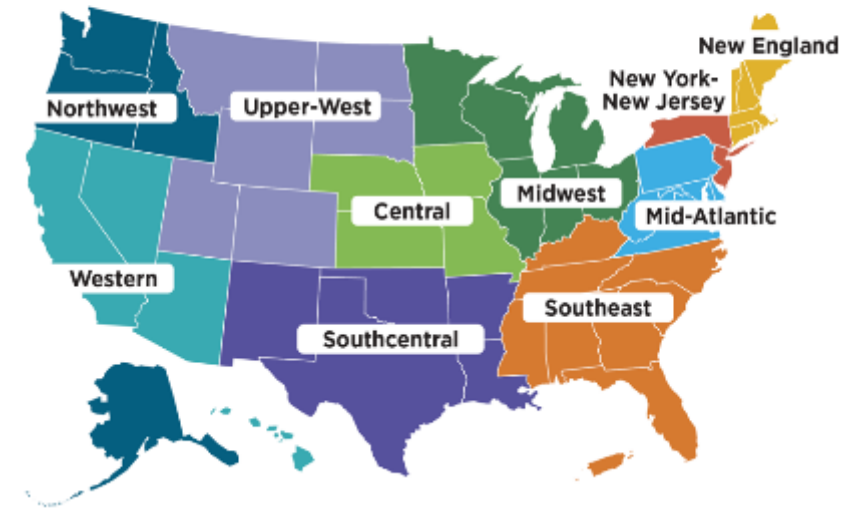 New England
New York-
New Jersey
Northwest
Upper-West
Midwest
Central
Mid-Atlantic
Western
Southeast
Southcentral